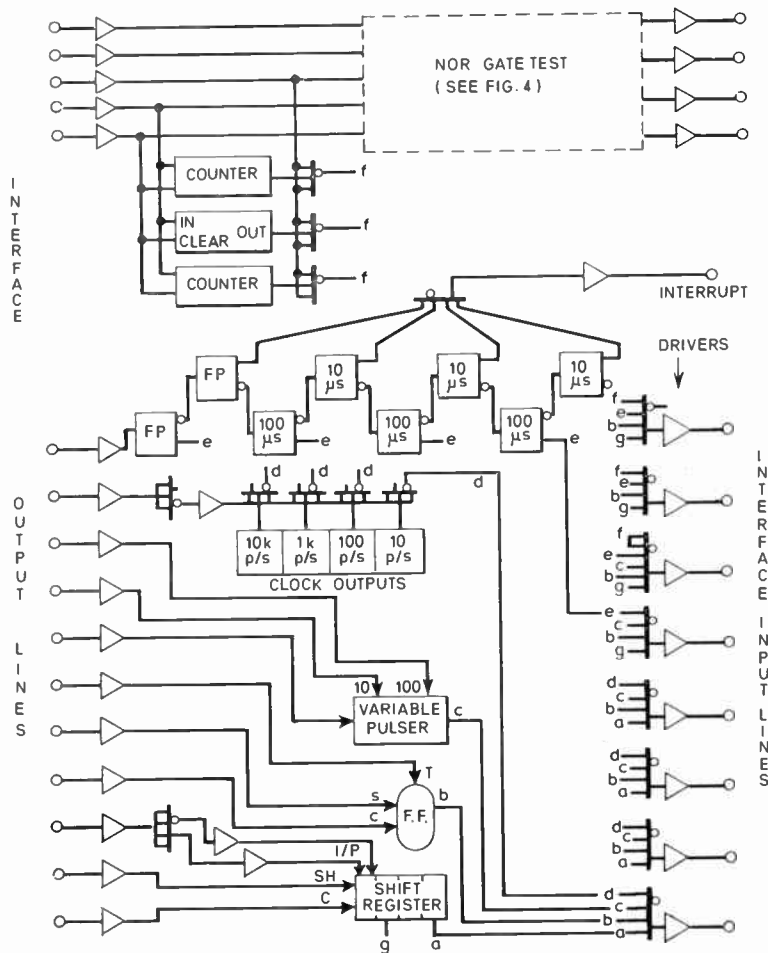 NOR GATE TEST
(SEE FIG. 4)
INTERFACE
COUNTER
f
IN
CLEAR
OUT
f
COUNTER
f
INTERRUPT
DRIVERS
FP
10 µs
10 µs
10 µs
FP
e
100 µs
e
100 µs
e
100 µs
e
f
e
b
g
d
d
d
d
d
f
e
b
g
10k p/s
1k p/s
100 p/s
10 p/s
CLOCK OUTPUTS
f
e
c
b
g
OUTPUT LINES
INTERFACE INPUT LINES
e
c
b
g
10
100
VARIABLE PULSER
c
d
c
b
a
T
s
c
F.F.
b
d
c
b
a
I/P
d
c
b
a
SH
C
SHIFT REGISTER
g
a
d
c
b
a